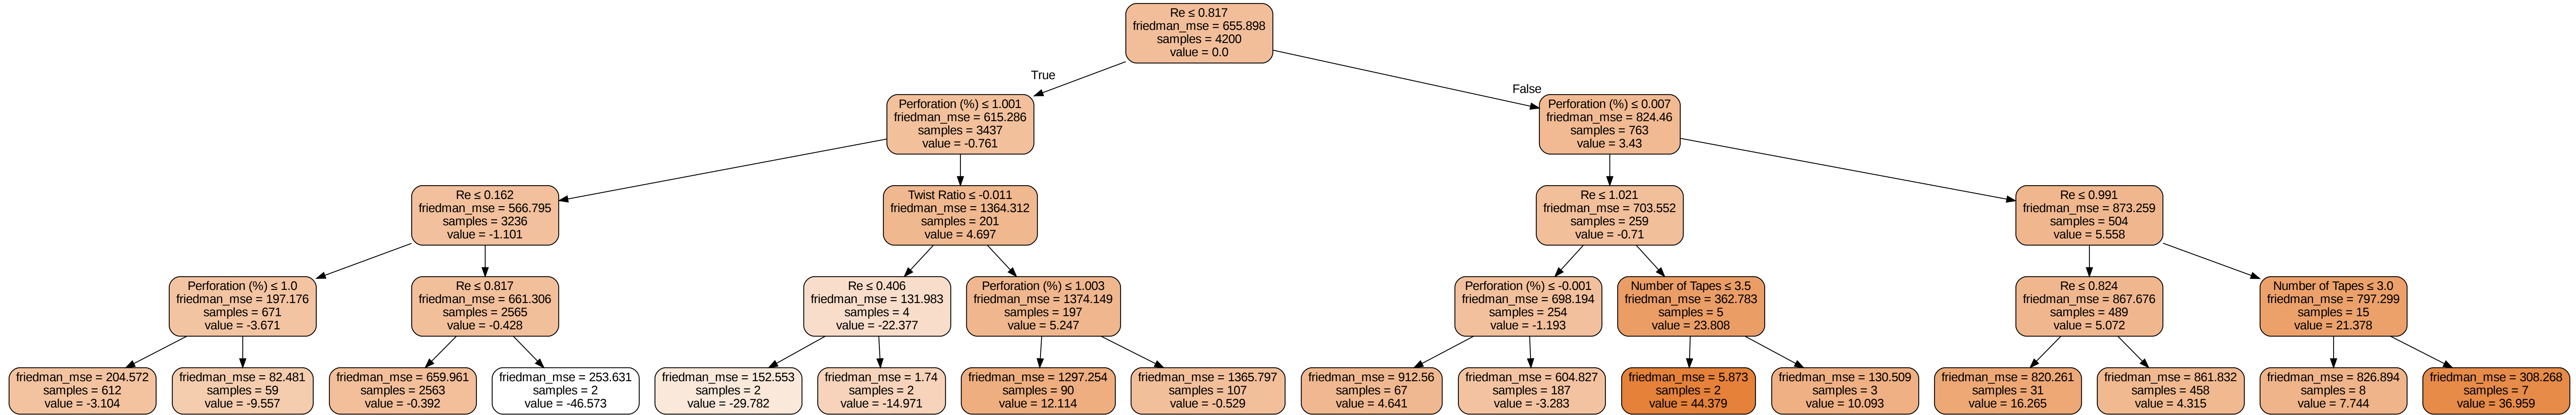 Re ≤ 0.817
friedman_mse = 655.898
samples = 4200
value = 0.0
True
False
Perforation (%) ≤ 1.001
friedman_mse = 615.286
samples = 3437
value = -0.761
Perforation (%) ≤ 0.007
friedman_mse = 824.46
samples = 763
value = 3.43
Re ≤ 0.162
friedman_mse = 566.795
samples = 3236
value = -1.101
Twist Ratio ≤ -0.011
friedman_mse = 1364.312
samples = 201
value = 4.697
Re ≤ 1.021
friedman_mse = 703.552
samples = 259
value = -0.71
Re ≤ 0.991
friedman_mse = 873.259
samples = 504
value = 5.558
Perforation (%) ≤ 1.0
friedman_mse = 197.176
samples = 671
value = -3.671
Re ≤ 0.817
friedman_mse = 661.306
samples = 2565
value = -0.428
Re ≤ 0.406
friedman_mse = 131.983
samples = 4
value = -22.377
Perforation (%) ≤ 1.003
friedman_mse = 1374.149
samples = 197
value = 5.247
Perforation (%) ≤ -0.001
friedman_mse = 698.194
samples = 254
value = -1.193
Number of Tapes ≤ 3.5
friedman_mse = 362.783
samples = 5
value = 23.808
Re ≤ 0.824
friedman_mse = 867.676
samples = 489
value = 5.072
Number of Tapes ≤ 3.0
friedman_mse = 797.299
samples = 15
value = 21.378
friedman_mse = 204.572
samples = 612
value = -3.104
friedman_mse = 82.481
samples = 59
value = -9.557
friedman_mse = 659.961
samples = 2563
value = -0.392
friedman_mse = 253.631
samples = 2
value = -46.573
friedman_mse = 152.553
samples = 2
value = -29.782
friedman_mse = 1.74
samples = 2
value = -14.971
friedman_mse = 1297.254
samples = 90
value = 12.114
friedman_mse = 1365.797
samples = 107
value = -0.529
friedman_mse = 912.56
samples = 67
value = 4.641
friedman_mse = 604.827
samples = 187
value = -3.283
friedman_mse = 5.873
samples = 2
value = 44.379
friedman_mse = 130.509
samples = 3
value = 10.093
friedman_mse = 820.261
samples = 31
value = 16.265
friedman_mse = 861.832
samples = 458
value = 4.315
friedman_mse = 826.894
samples = 8
value = 7.744
friedman_mse = 308.268
samples = 7
value = 36.959